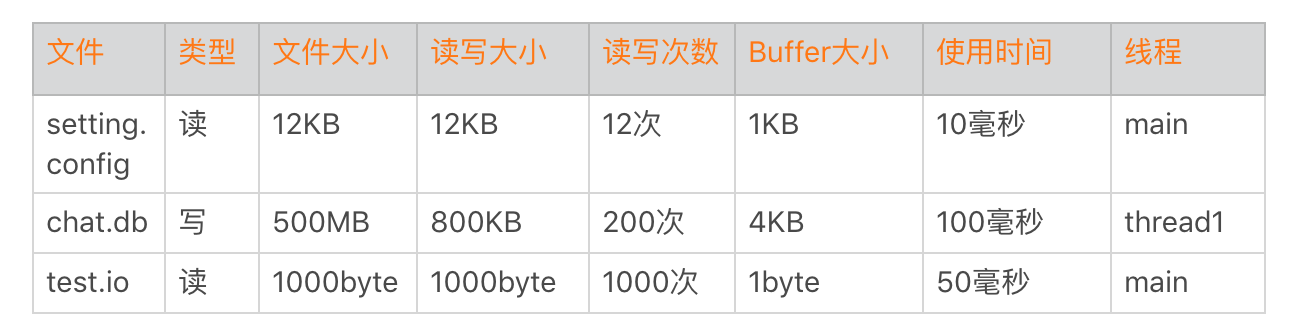 文件 类型 文件大小 读写大小 读写次数 Buffer大小 使用时间 线程
setting. 读 12KB 12KB 12次 1KB 10毫秒 main
config
chat.db 写 500MB 800KB 200次 4KB 100毫秒 thread1
test.io 读 1000byte 1000byte 1000次 1byte 50毫秒 main